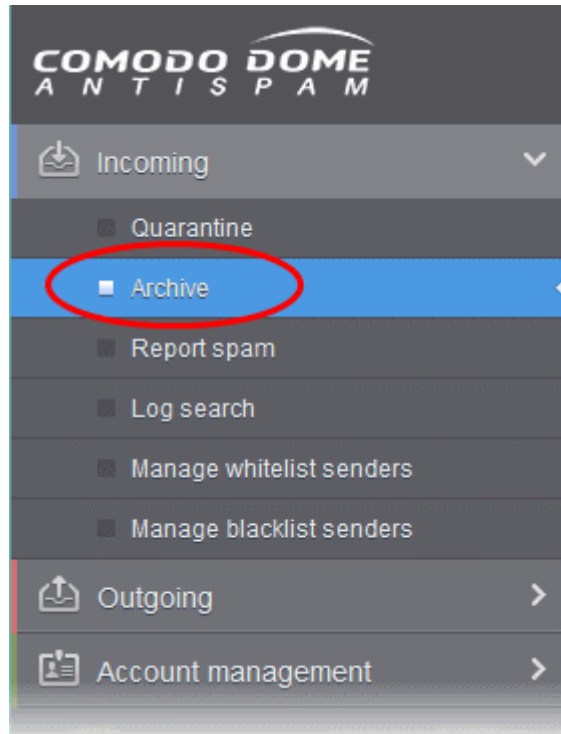 COMODO DOME
ANTISPAM
Incoming
Quarantine
Archive
Report spam
Log search
Manage whitelist senders
Manage blacklist senders
Outgoing
Account management